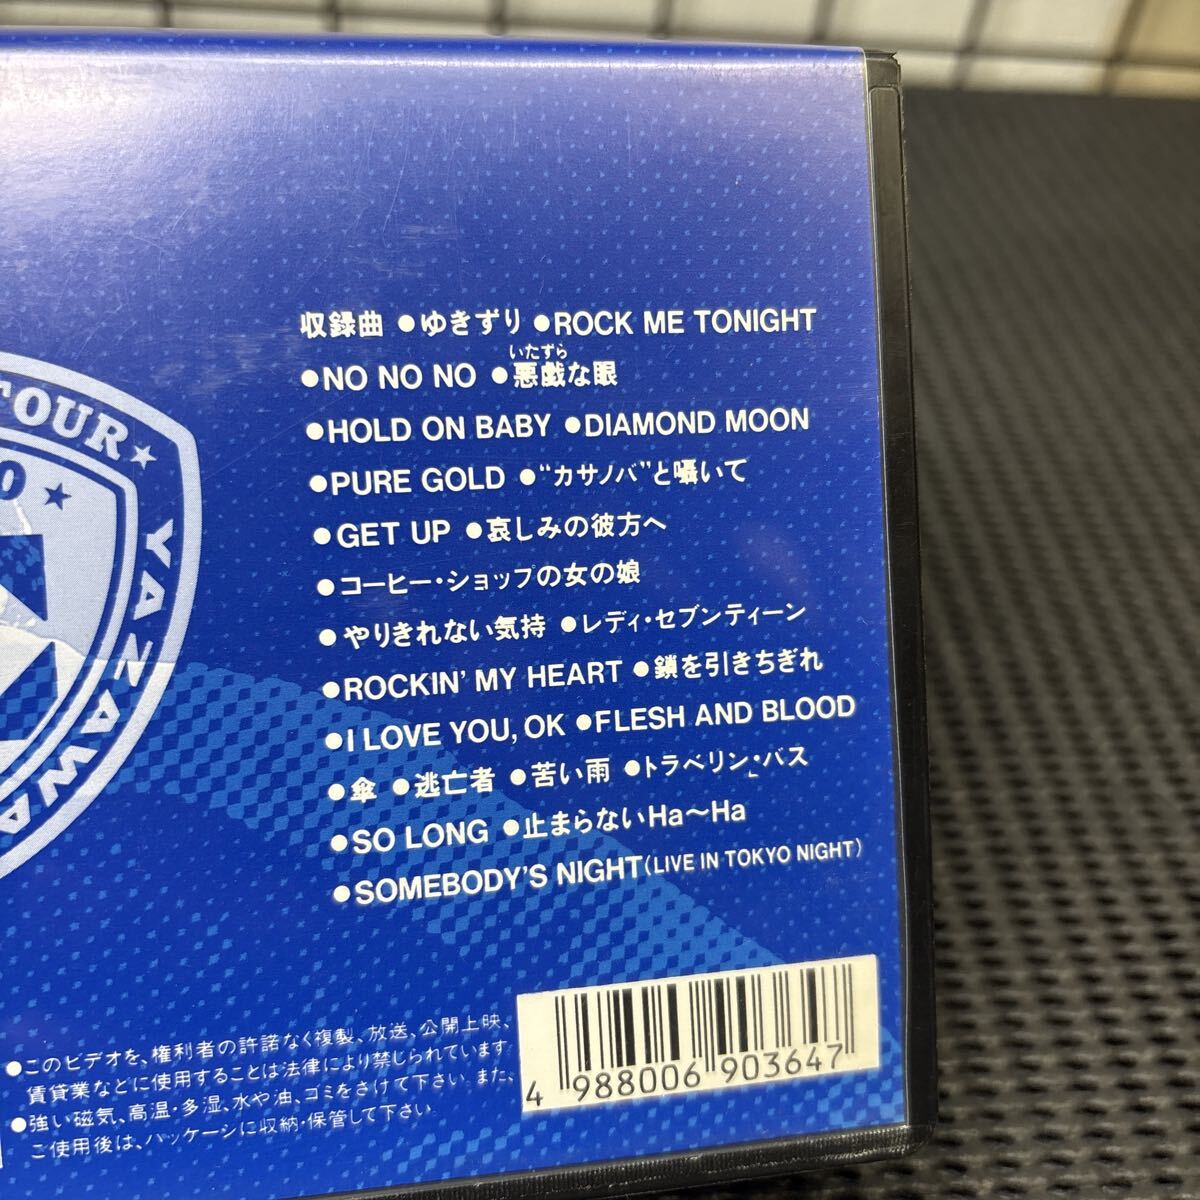 TOUR★
0 ★
YAZAWA
収録曲 ●ゆきずり ●ROCK ME TONIGHT
いたずら
●NO NO NO ●悪戯な眼
●HOLD ON BABY ●DIAMOND MOON
●PURE GOLD ●“カサノバ”と囁いて
●GET UP ●哀しみの彼方へ
●コーヒー・ショップの女の娘
●やりきれない気持 ●レディ・セブンティーン
●ROCKIN' MY HEART ●鎖を引きちぎれ
●I LOVE YOU, OK ●FLESH AND BLOOD
●傘 ●逃亡者 ●苦い雨 ●トラベリン・バス
●SO LONG ●止まらないHa〜Ha
●SOMEBODY'S NIGHT(LIVE IN TOKYO NIGHT)
●このビデオを、権利者の許諾なく複製、放送、公開上映、
賃貸業などに使用することは法律により禁じられています。
●強い磁気、高温・多湿、水や油、ゴミをさけて下さい。また、
ご使用後は、パッケージに収納・保管して下さい。
4 988006 903647